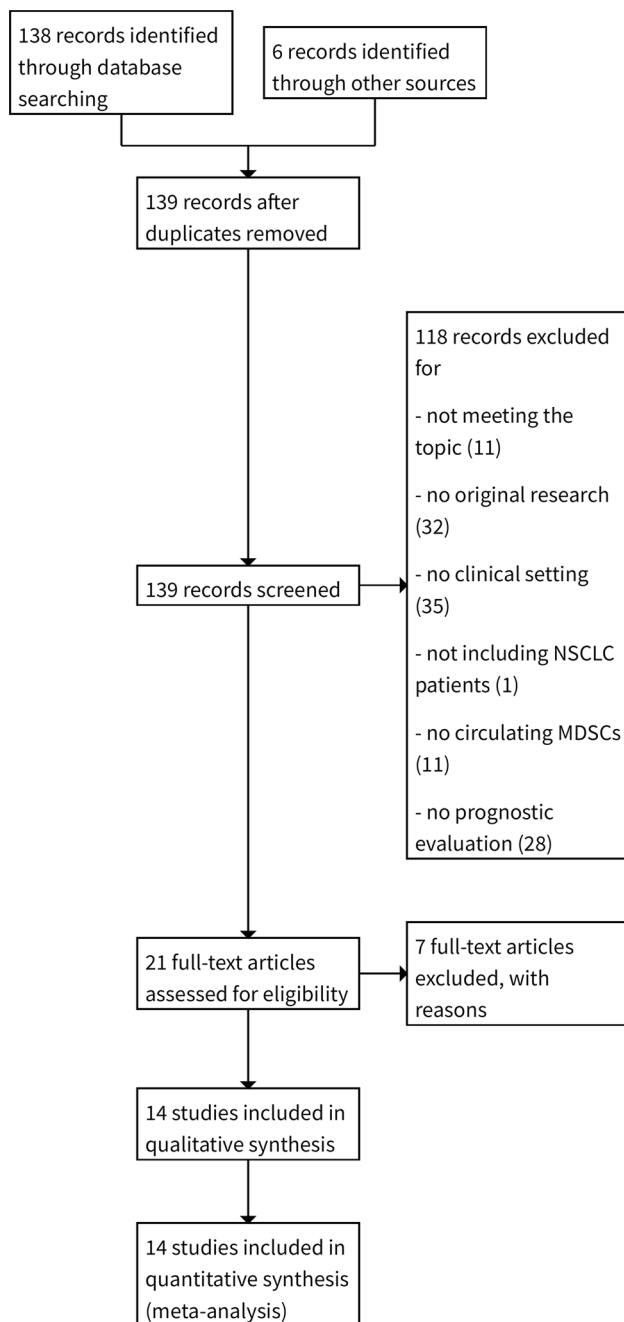 138 records identified
through database
searching
6 records identified
through other sources
139 records after
duplicates removed
118 records excluded
for
- not meeting the
topic (11)
- no original research
(32)
- no clinical setting
(35)
- not including NSCLC
patients (1)
- no circulating MDSCs
(11)
- no prognostic
evaluation (28)
139 records screened
21 full-text articles
assessed for eligibility
7 full-text articles
excluded, with
reasons
14 studies included in
qualitative synthesis
14 studies included in
quantitative synthesis
(meta-analysis)